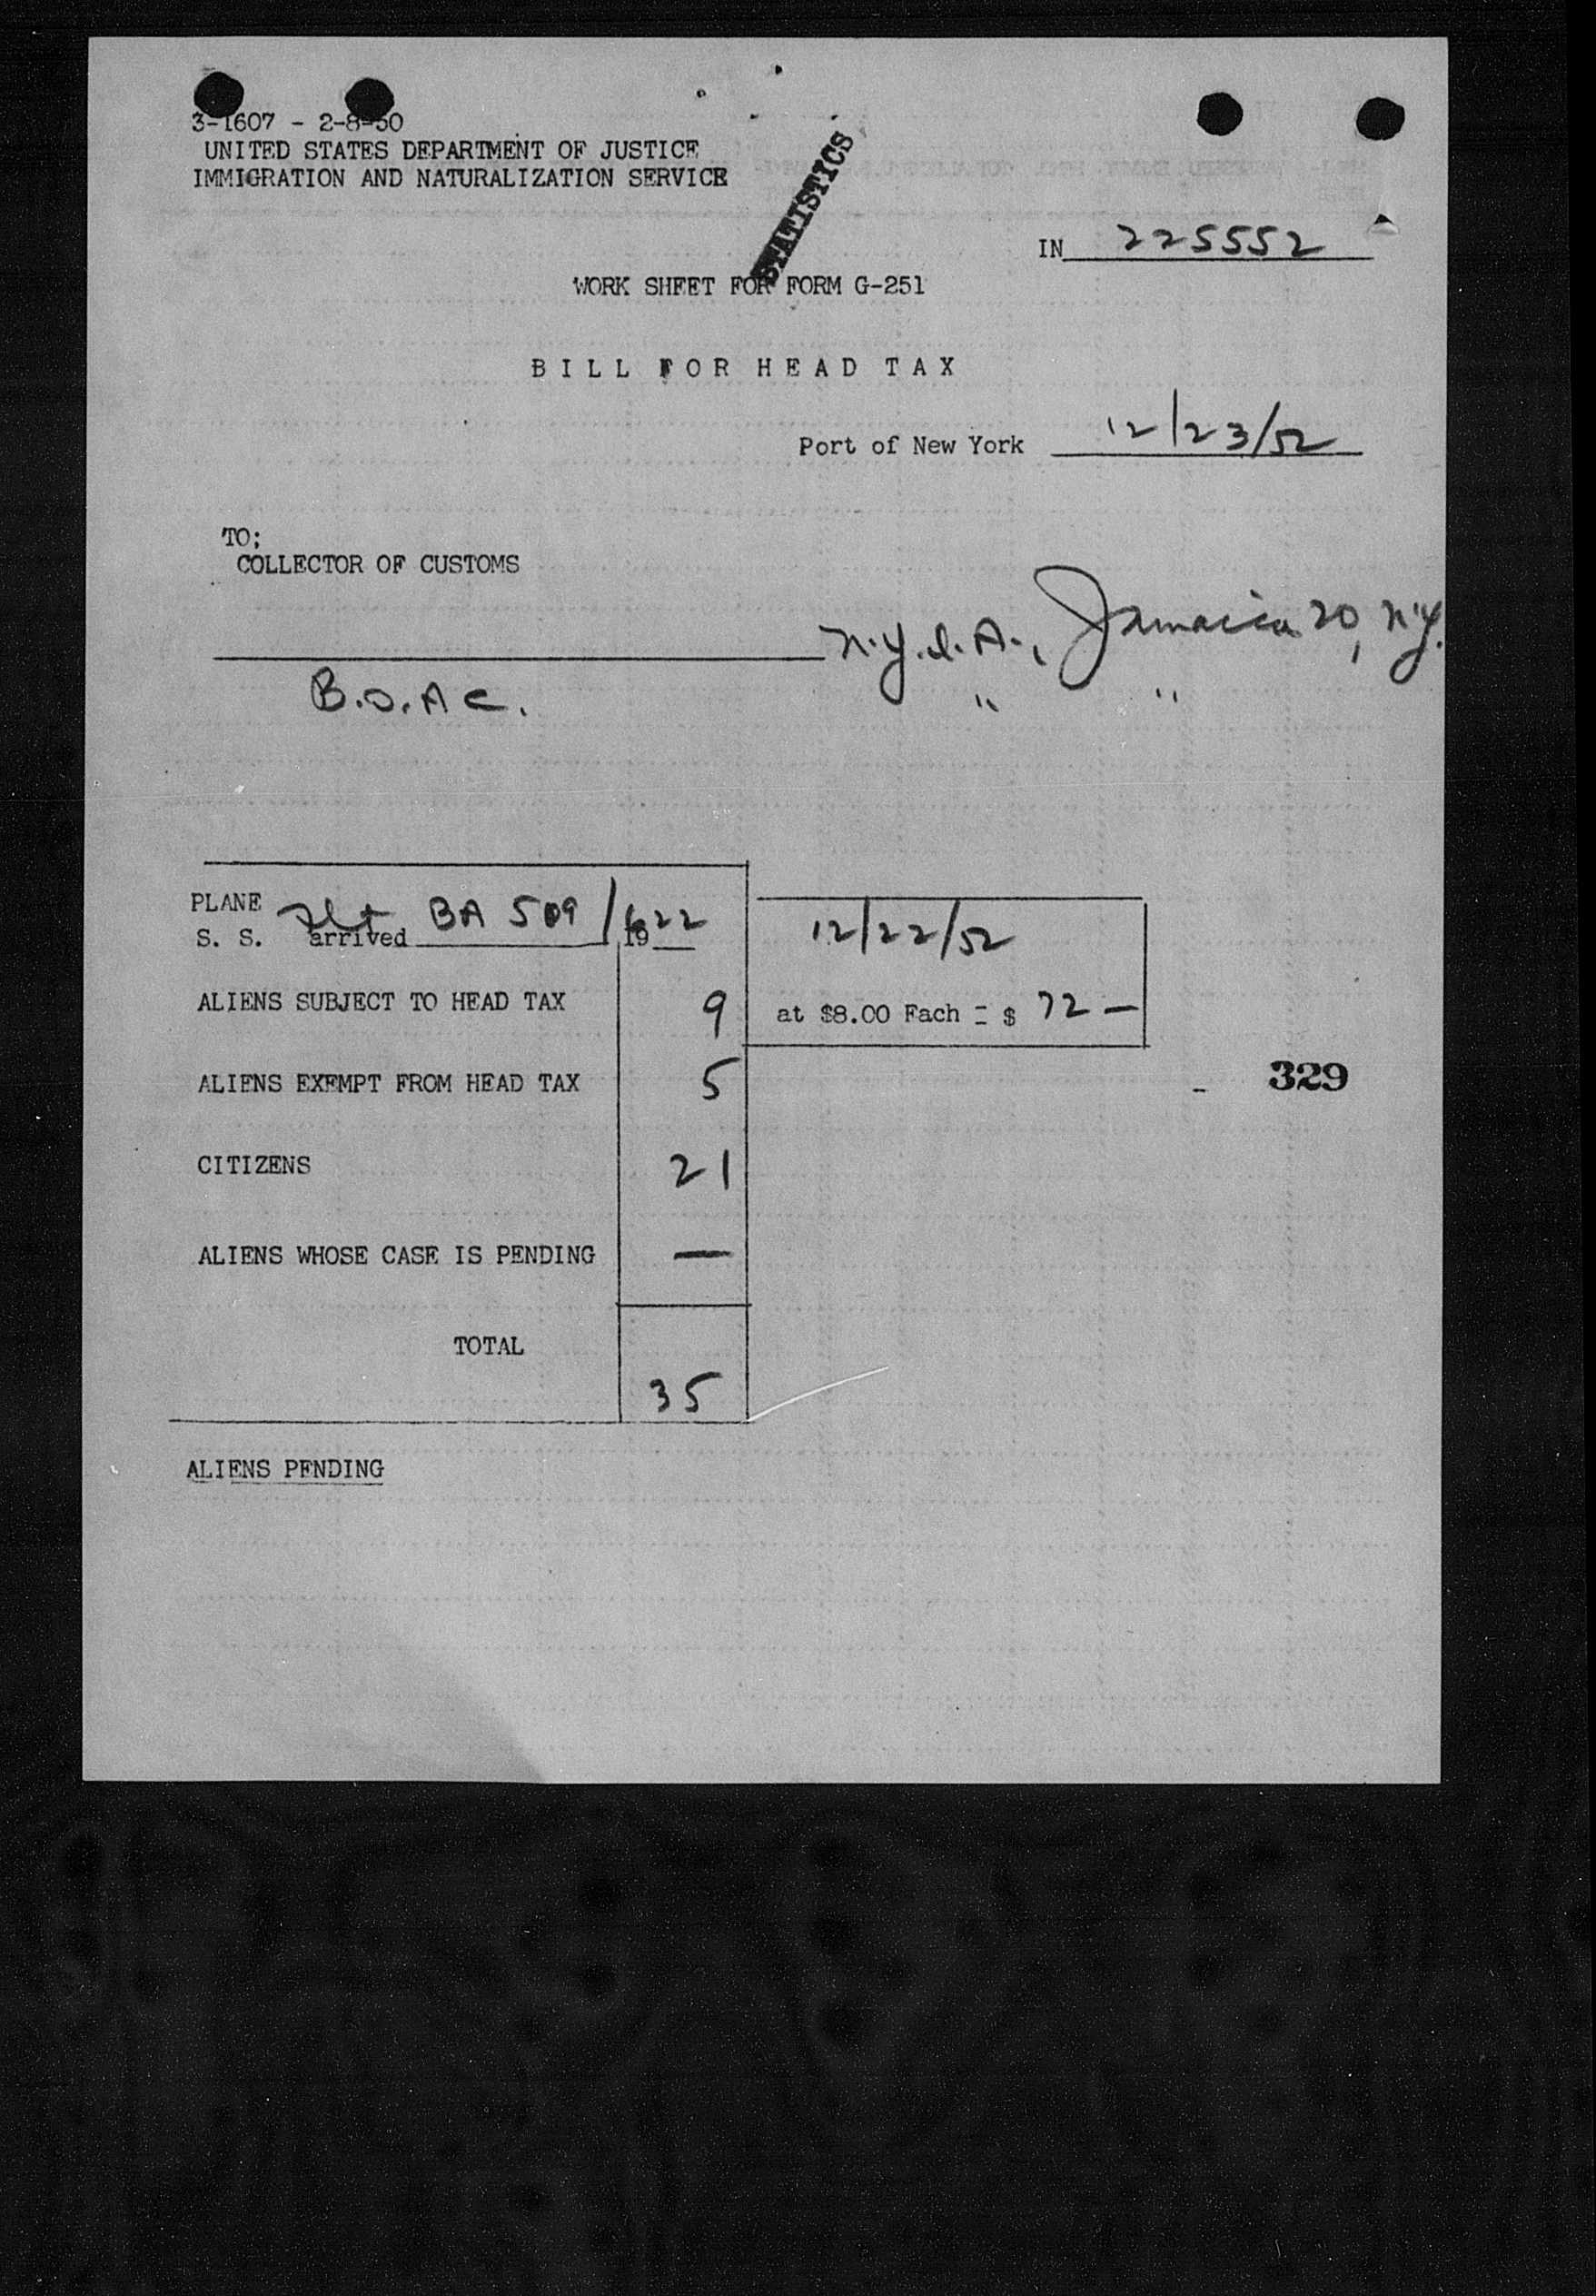 3-1607 - 2-8-50
UNITED STATES DEPARTMENT OF JUSTICE
IMMIGRATION AND NATURALIZATION SERVICE
STATISTICS
IN 225552
WORK SHEET FOR FORM G-251
BILL FOR HEAD TAX
Port of New York 12/23/52
TO;
COLLECTOR OF CUSTOMS
N.Y.I.A., Jamaica 20, N.Y.
B.O.A.C. " "
PLANE
S. S. arrived BA 509/622 19
12/22/52
ALIENS SUBJECT TO HEAD TAX 9 at $8.00 Each = $ 72 —
ALIENS EXEMPT FROM HEAD TAX 5
329
CITIZENS 21
ALIENS WHOSE CASE IS PENDING —
TOTAL
35
ALIENS PENDING